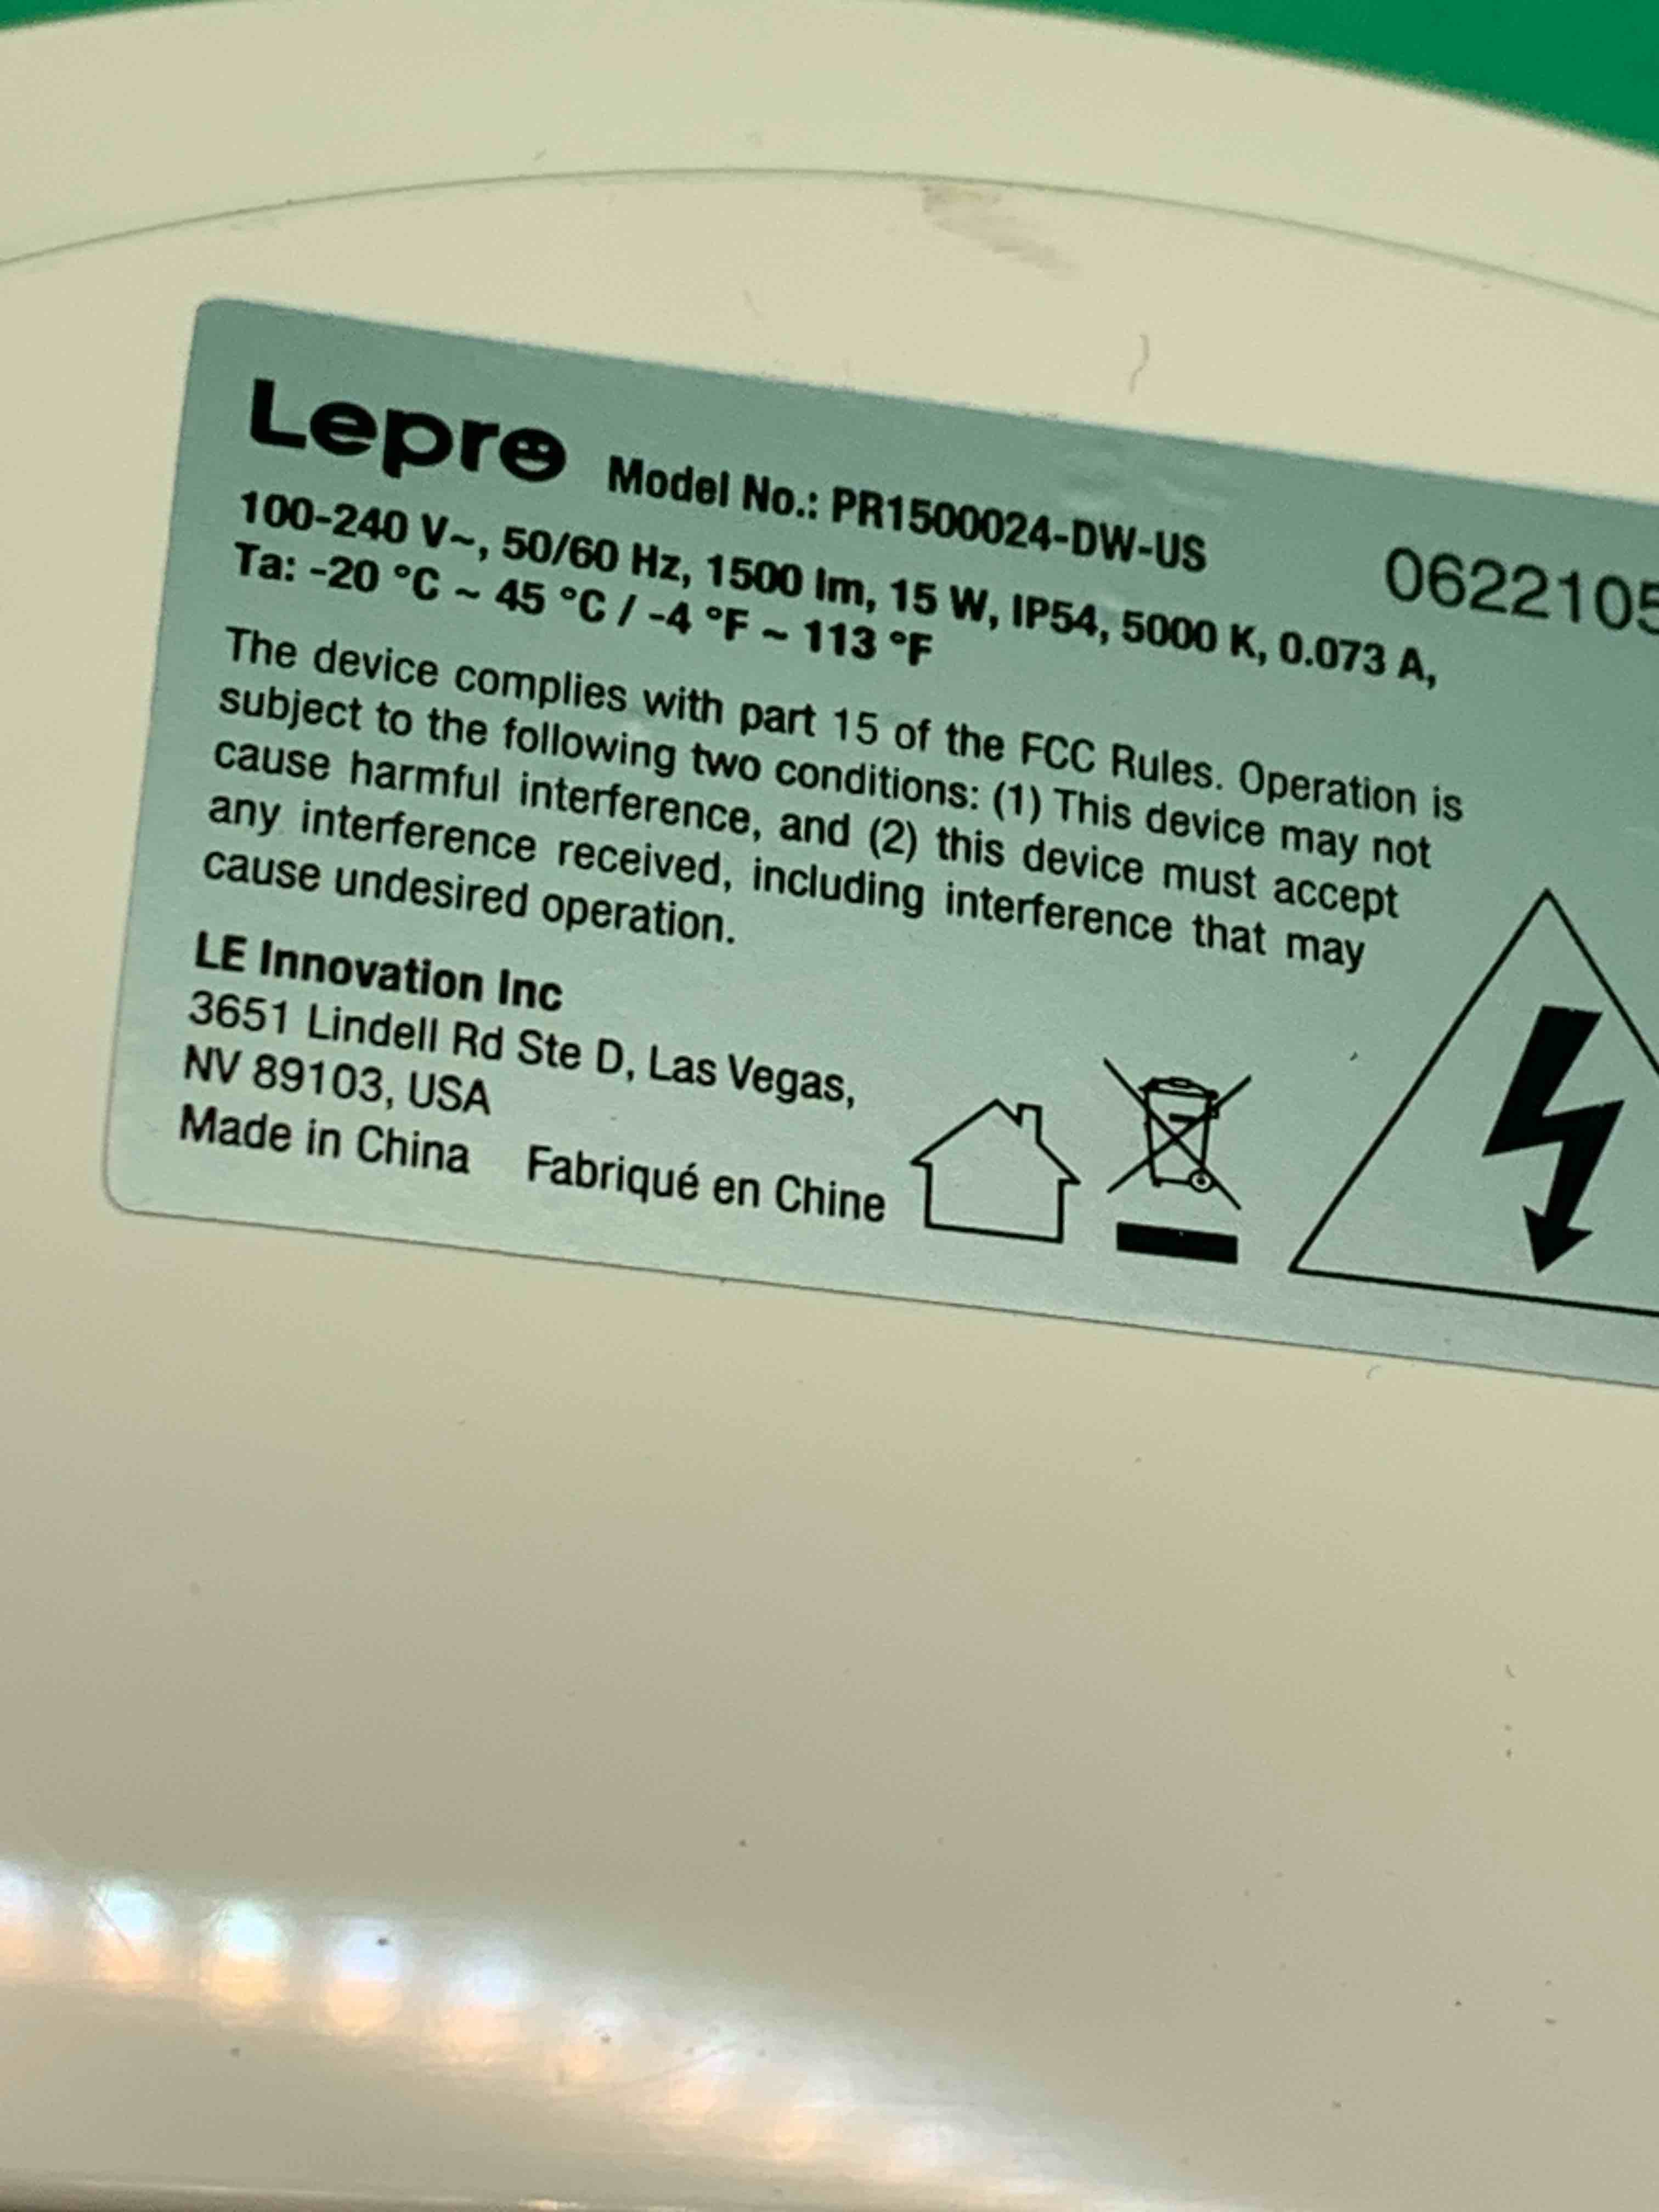 Lepro Model No.: PR1500024-DW-US
0622105
100-240 V~, 50/60 Hz, 1500 lm, 15 W, IP54, 5000 K, 0.073 A,
Ta: -20 °C ~ 45 °C / -4 °F ~ 113 °F
The device complies with part 15 of the FCC Rules. Operation is
subject to the following two conditions: (1) This device may not
cause harmful interference, and (2) this device must accept
any interference received, including interference that may
cause undesired operation.
LE Innovation Inc
3651 Lindell Rd Ste D, Las Vegas,
NV 89103, USA
Made in China Fabriqué en Chine